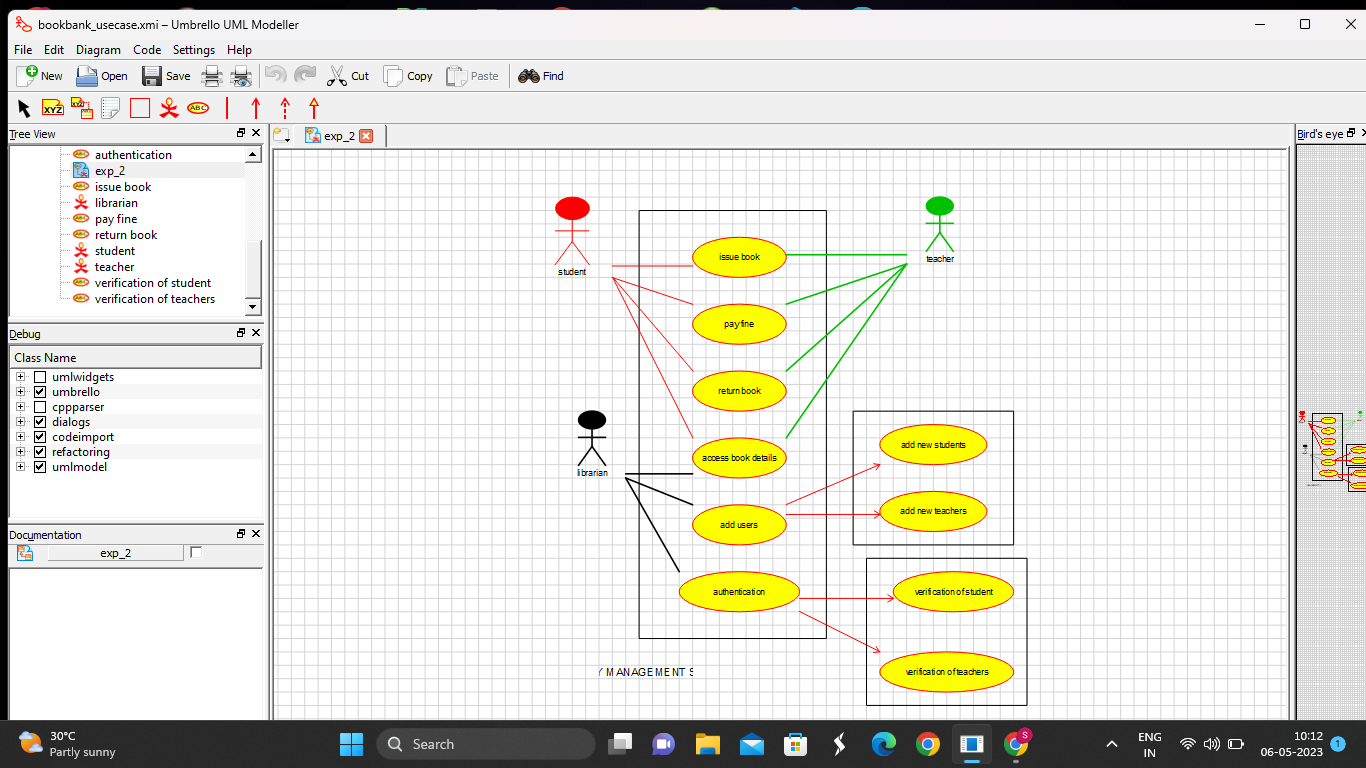 bookbank_usecase.xmi – Umbrello UML Modeller
File Edit Diagram Code Settings Help
New Open Save Cut Copy Paste Find
XYZ XYZ ABC
Tree View
authentication
exp_2
issue book
librarian
pay fine
return book
student
teacher
verification of student
verification of teachers
Debug
Class Name
umlwidgets
umbrello
cppparser
dialogs
codeimport
refactoring
umlmodel
Documentation
exp_2
exp_2
Bird's eye
student
teacher
issue book
pay fine
return book
librarian
access book details
add users
authentication
add new students
add new teachers
verification of student
verification of teachers
Y MANAGEMENT S
30°C
Partly sunny
Search
S
ENG
IN
10:12
06-05-2023
1